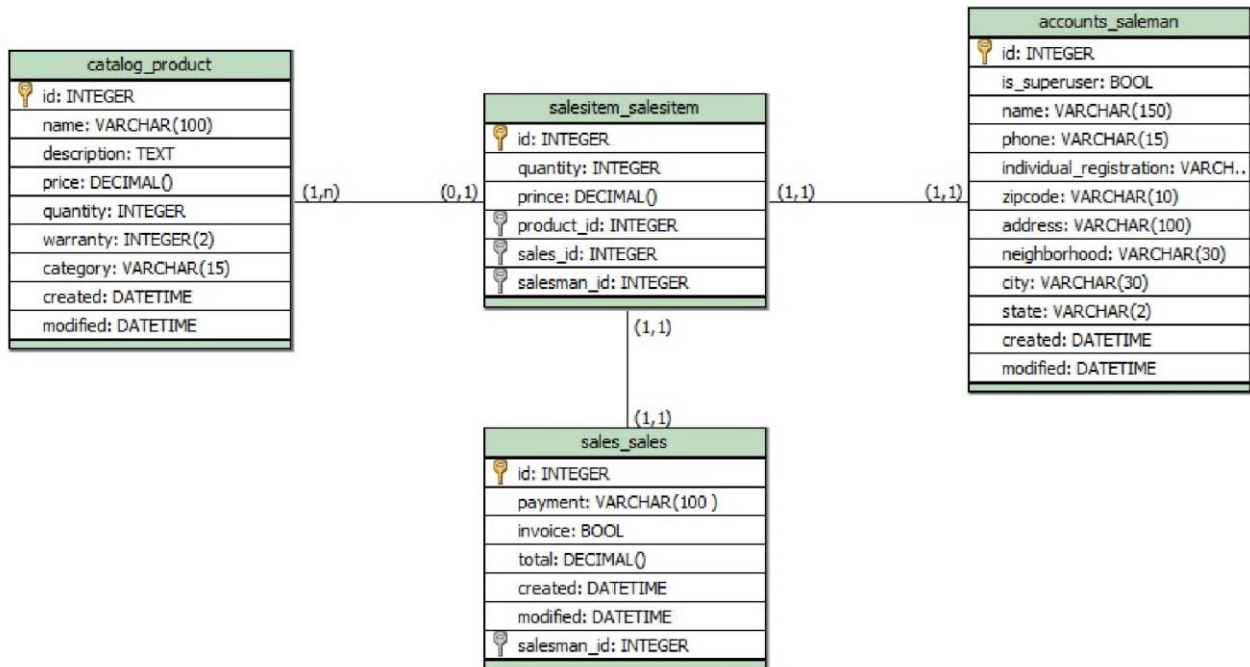 catalog_product
id: INTEGER
name: VARCHAR(100)
description: TEXT
price: DECIMAL()
quantity: INTEGER
warranty: INTEGER(2)
category: VARCHAR(15)
created: DATETIME
modified: DATETIME
(1,n)
(0,1)
salesitem_salesitem
id: INTEGER
quantity: INTEGER
prince: DECIMAL()
product_id: INTEGER
sales_id: INTEGER
salesman_id: INTEGER
(1,1)
(1,1)
accounts_saleman
id: INTEGER
is_superuser: BOOL
name: VARCHAR(150)
phone: VARCHAR(15)
individual_registration: VARCH..
zipcode: VARCHAR(10)
address: VARCHAR(100)
neighborhood: VARCHAR(30)
city: VARCHAR(30)
state: VARCHAR(2)
created: DATETIME
modified: DATETIME
(1,1)
(1,1)
sales_sales
id: INTEGER
payment: VARCHAR(100 )
invoice: BOOL
total: DECIMAL()
created: DATETIME
modified: DATETIME
salesman_id: INTEGER